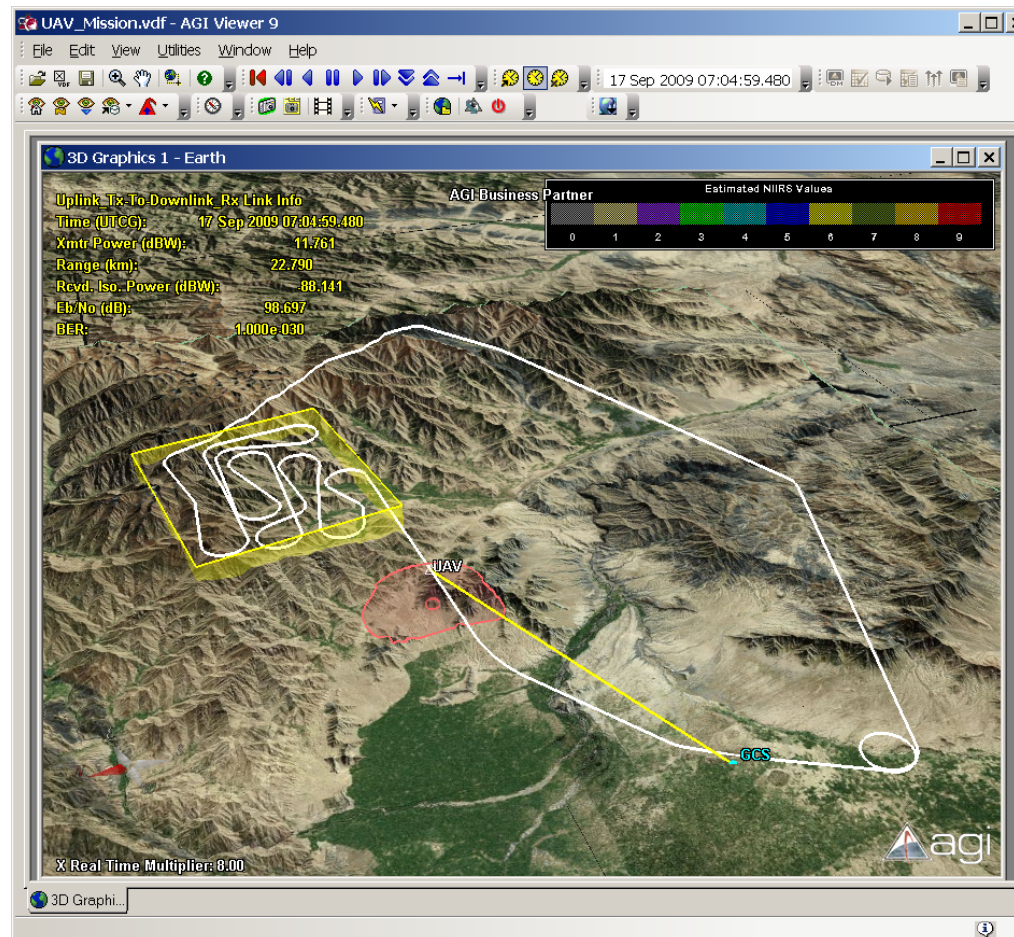 UAV_Mission.vdf - AGI Viewer 9
File Edit View Utilities Window Help
17 Sep 2009 07:04:59.480
3D Graphics 1 - Earth
Uplink_Tx-To-Downlink_Rx Link Info
Time (UTCG): 17 Sep 2009 07:04:59.480
Xmtr Power (dBW): 11.761
Range (km): 22.790
Rcvd. Iso. Power (dBW): -88.141
Eb/No (dB): 98.697
BER: 1.000e-030
AGI Business Partner
Estimated NIIRS Values
0 1 2 3 4 5 6 7 8 9
UAV
GCS
agi
X Real Time Multiplier: 8.00
3D Graphi...